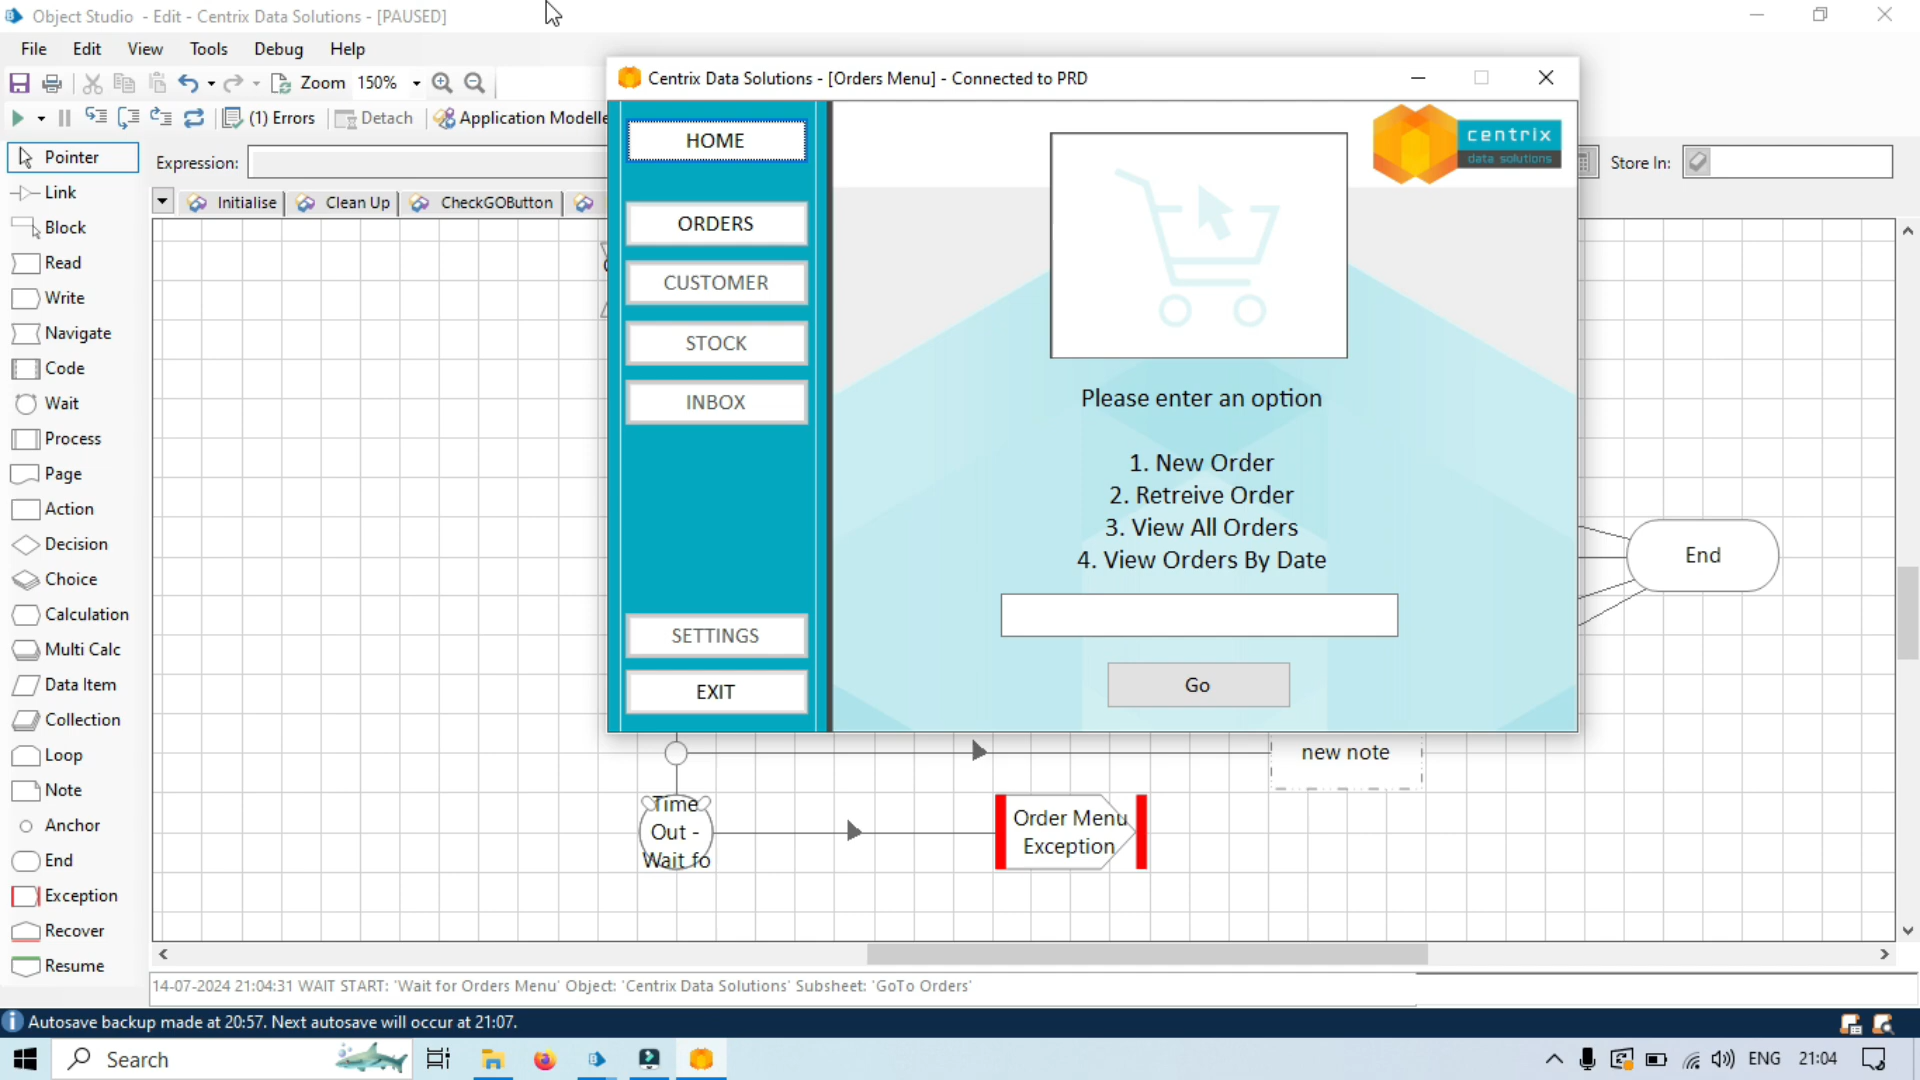 Object Studio - Edit - Centrix Data Solutions - [PAUSED]
File Edit View Tools Debug Help
Zoom 150%
(1) Errors Detach Application Modelle
Pointer
Link
Block
Read
Write
Navigate
Code
Wait
Process
Page
Action
Decision
Choice
Calculation
Multi Calc
Data Item
Collection
Loop
Note
Anchor
End
Exception
Recover
Resume
Expression:
Store In:
Initialise Clean Up CheckGOButton
Centrix Data Solutions - [Orders Menu] - Connected to PRD
HOME
ORDERS
CUSTOMER
STOCK
INBOX
SETTINGS
EXIT
centrix
data solutions
Please enter an option
1. New Order
2. Retreive Order
3. View All Orders
4. View Orders By Date
Go
End
new note
Time
Out -
Wait fo
Order Menu
Exception
14-07-2024 21:04:31 WAIT START: 'Wait for Orders Menu' Object: 'Centrix Data Solutions' Subsheet: 'GoTo Orders'
Autosave backup made at 20:57. Next autosave will occur at 21:07.
Search
ENG 21:04